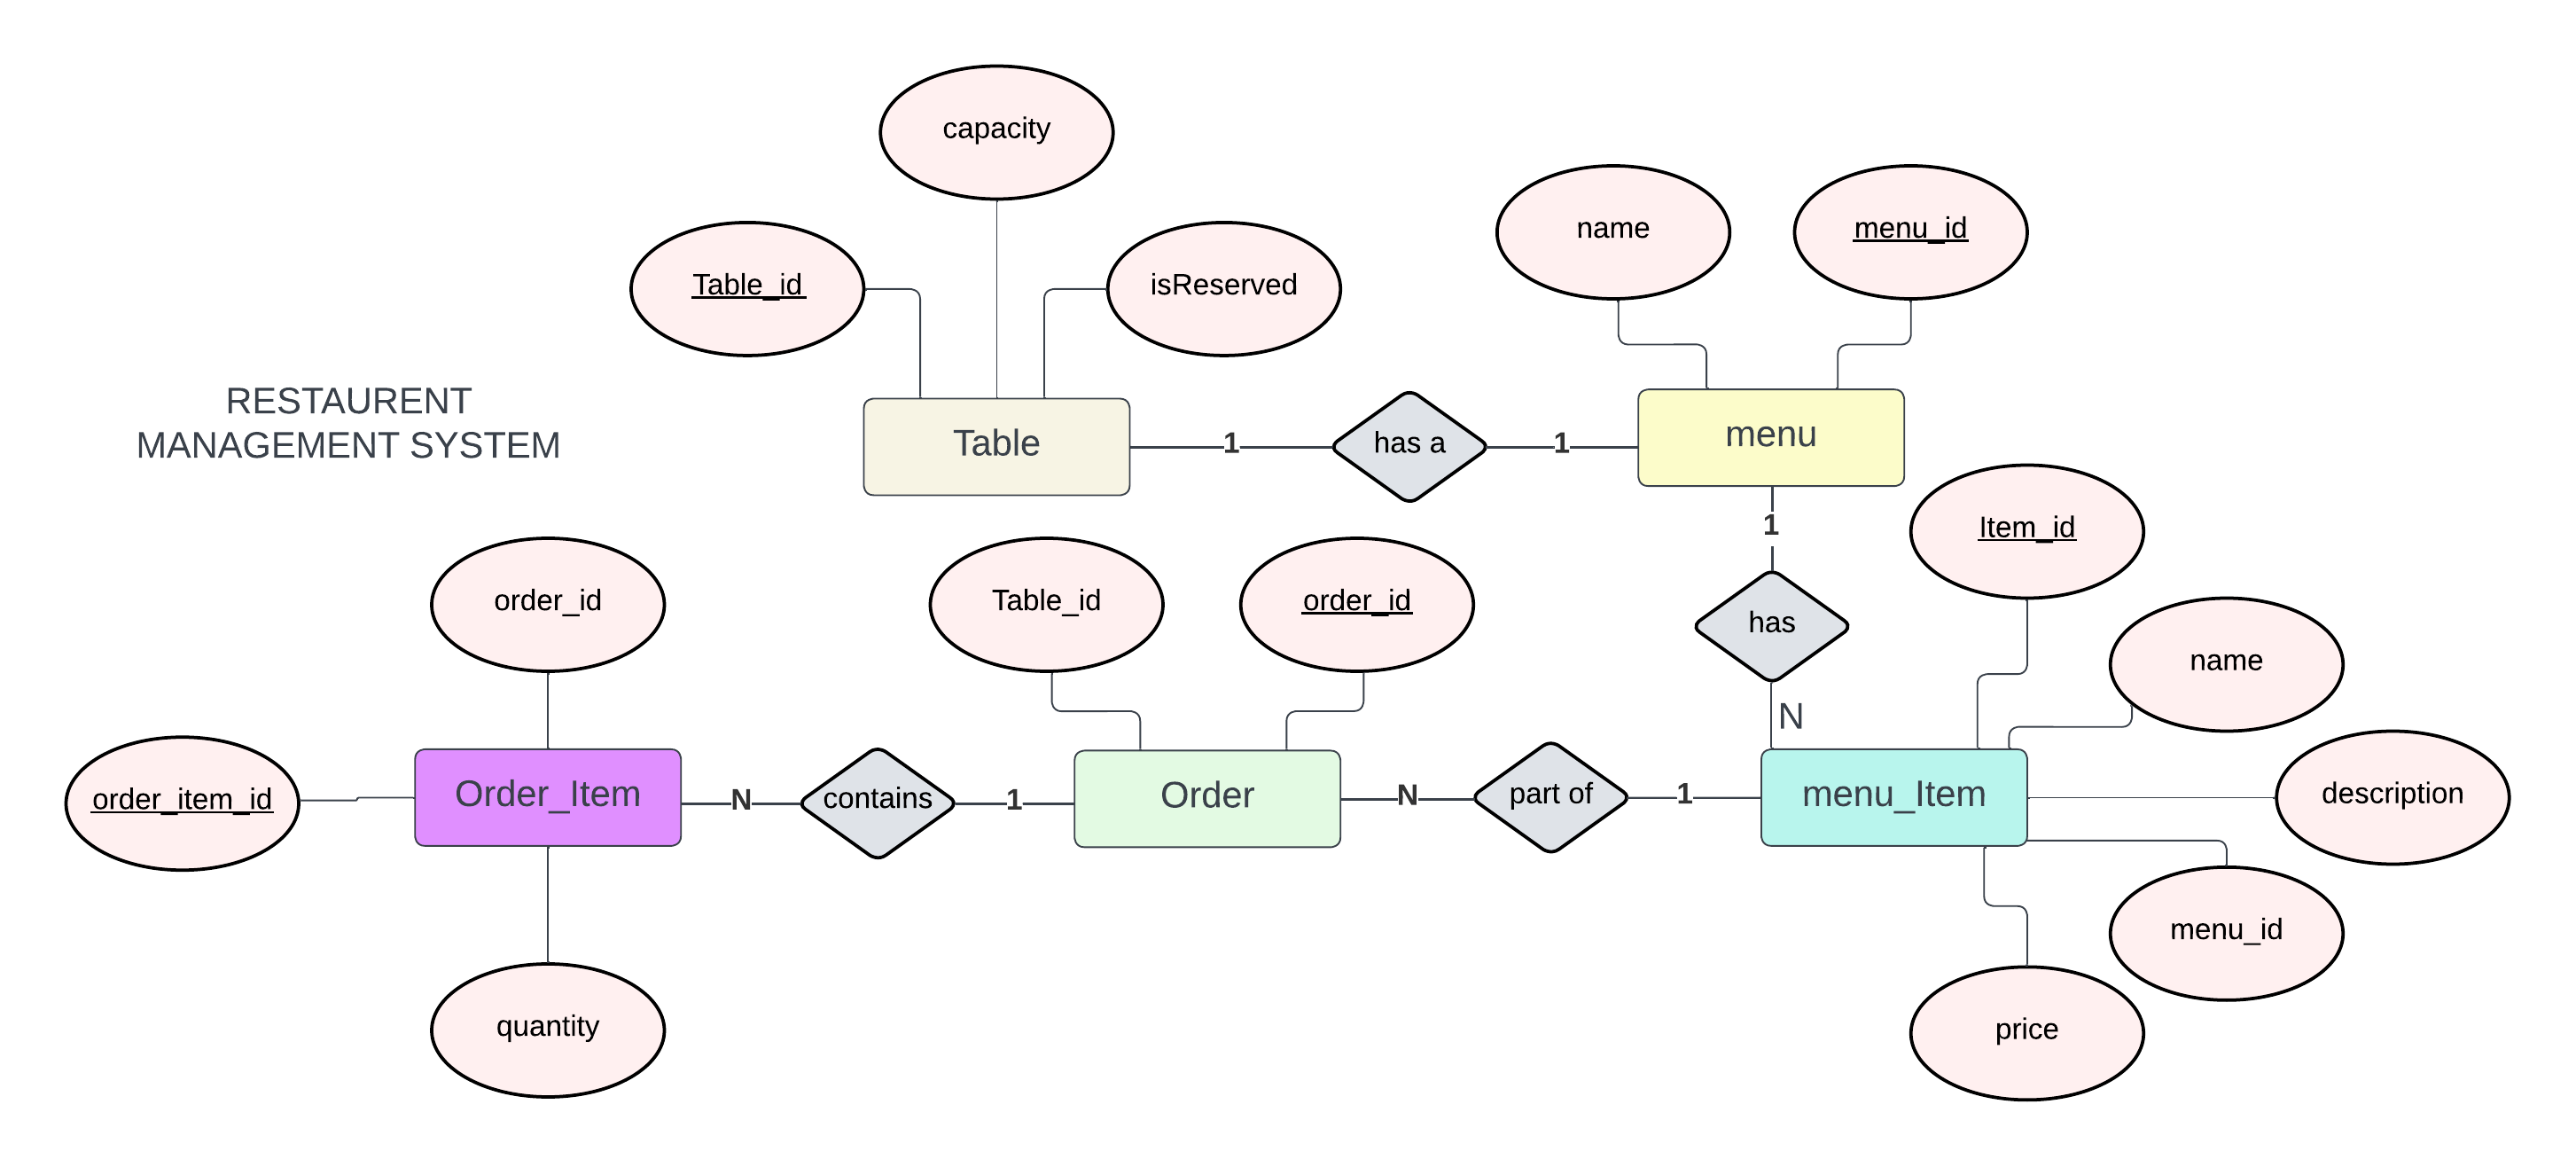 capacity
name
menu_id
Table_id
isReserved
RESTAURENT
MANAGEMENT SYSTEM
Table
1
has a
1
menu
1
Item_id
order_id
Table_id
order_id
has
name
N
order_item_id
Order_Item
N
contains
1
Order
N
part of
1
menu_Item
description
menu_id
quantity
price